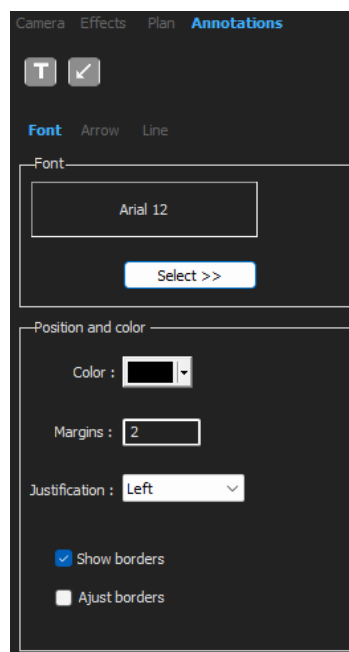 Camera Effects Plan Annotations
T
Font Arrow Line
Font
Arial 12
Select >>
Position and color
Color :
Margins : 2
Justification : Left
Show borders
Ajust borders